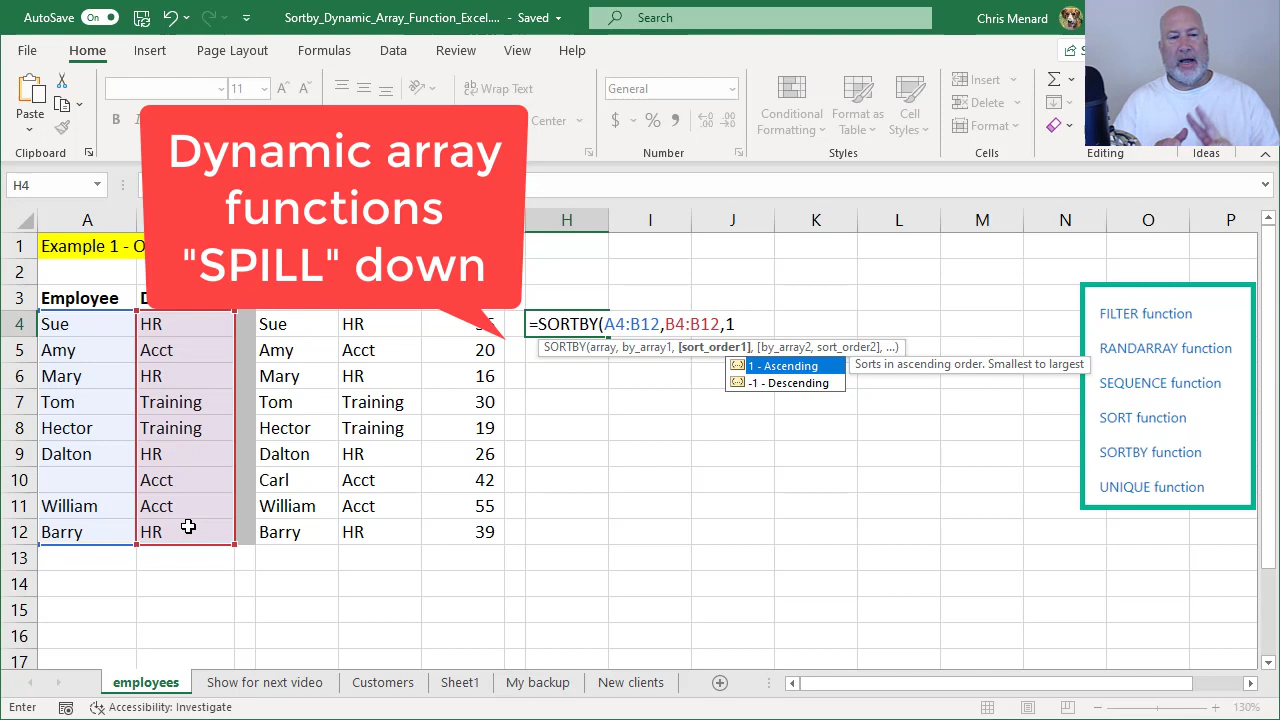 AutoSave On
Sortby_Dynamic_Array_Function_Excel.... - Saved
Search
Chris Menard
File Home Insert Page Layout Formulas Data Review View Help
Paste
Clipboard
B
11
Wrap Text
Center
General
$ % 9
Number
Conditional Formatting
Format as Table
Cell Styles
Styles
Insert
Delete
Format
Cells
Editing
Ideas
Dynamic array
functions
"SPILL" down
H4
A H I J K L M N O P
1 Example 1 - O
2
3 Employee D
4 Sue HR Sue HR =SORTBY(A4:B12,B4:B12,1
SORTBY(array, by_array1, [sort_order1], [by_array2, sort_order2], ...)
1 - Ascending Sorts in ascending order. Smallest to largest
-1 - Descending
5 Amy Acct Amy Acct 20
6 Mary HR Mary HR 16
7 Tom Training Tom Training 30
8 Hector Training Hector Training 19
9 Dalton HR Dalton HR 26
10 Acct Carl Acct 42
11 William Acct William Acct 55
12 Barry HR Barry HR 39
13
14
15
16
17
FILTER function
RANDARRAY function
SEQUENCE function
SORT function
SORTBY function
UNIQUE function
employees Show for next video Customers Sheet1 My backup New clients
Enter Accessibility: Investigate 130%